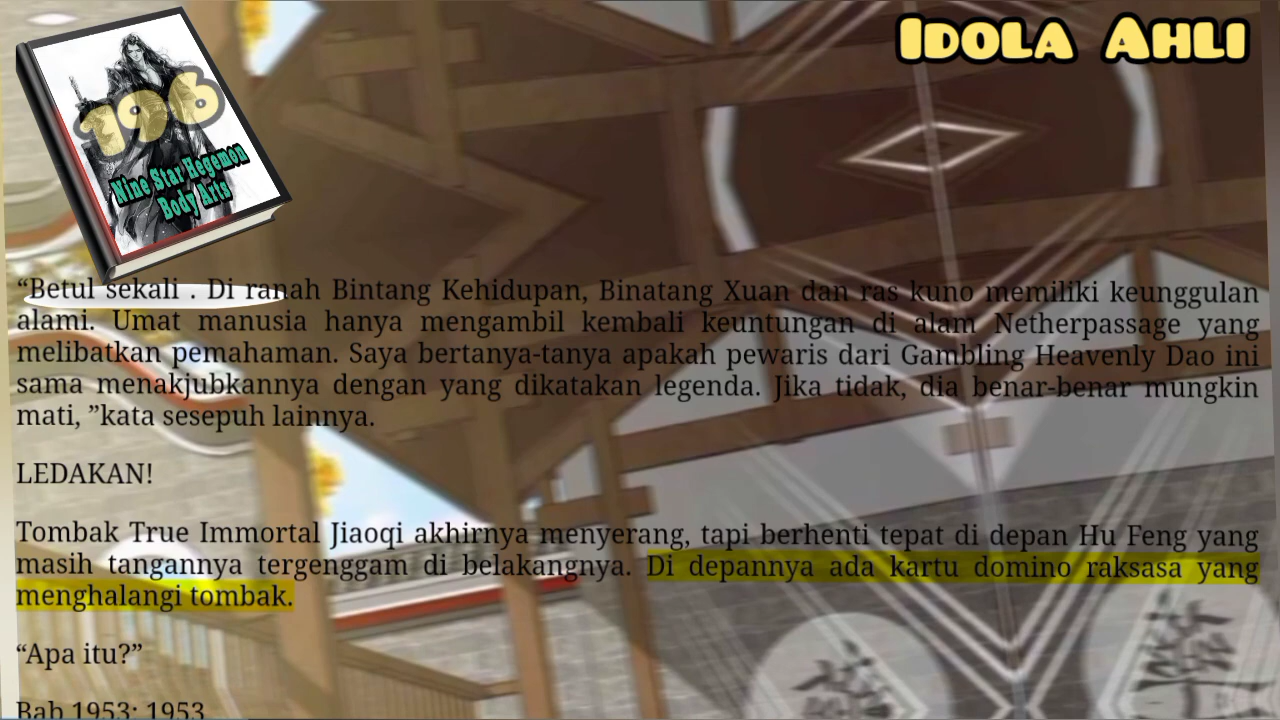 Idola Ahli
196
Nine Star Hegemon
Body Arts
“Betul sekali . Di ranah Bintang Kehidupan, Binatang Xuan dan ras kuno memiliki keunggulan
alami. Umat manusia hanya mengambil kembali keuntungan di alam Netherpassage yang
melibatkan pemahaman. Saya bertanya-tanya apakah pewaris dari Gambling Heavenly Dao ini
sama menakjubkannya dengan yang dikatakan legenda. Jika tidak, dia benar-benar mungkin
mati, ”kata sesepuh lainnya.
LEDAKAN!
Tombak True Immortal Jiaoqi akhirnya menyerang, tapi berhenti tepat di depan Hu Feng yang
masih tangannya tergenggam di belakangnya. Di depannya ada kartu domino raksasa yang
menghalangi tombak.
“Apa itu?”
Bab 1953: 1953